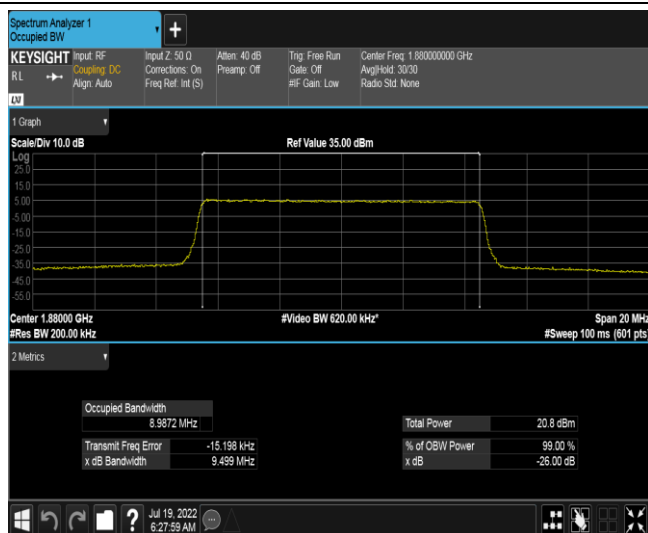 Spectrum Analyzer 1
Occupied BW
KEYSIGHT
RL
LXI
Input: RF
Coupling: DC
Align: Auto
Input Z: 50 Ω
Corrections: On
Freq Ref: Int (S)
Atten: 40 dB
Preamp: Off
Trig: Free Run
Gate: Off
#IF Gain: Low
Center Freq: 1.880000000 GHz
Avg|Hold: 30/30
Radio Std: None
1 Graph
Scale/Div 10.0 dB
Ref Value 35.00 dBm
Log
25.0
15.0
5.00
-5.00
-15.0
-25.0
-35.0
-45.0
-55.0
Center 1.88000 GHz
#Video BW 620.00 kHz*
Span 20 MHz
#Res BW 200.00 kHz
#Sweep 100 ms (601 pts)
2 Metrics
Occupied Bandwidth
8.9872 MHz
Total Power 20.8 dBm
Transmit Freq Error -15.198 kHz
% of OBW Power 99.00 %
x dB Bandwidth 9.499 MHz
x dB -26.00 dB
?
Jul 19, 2022
6:27:59 AM